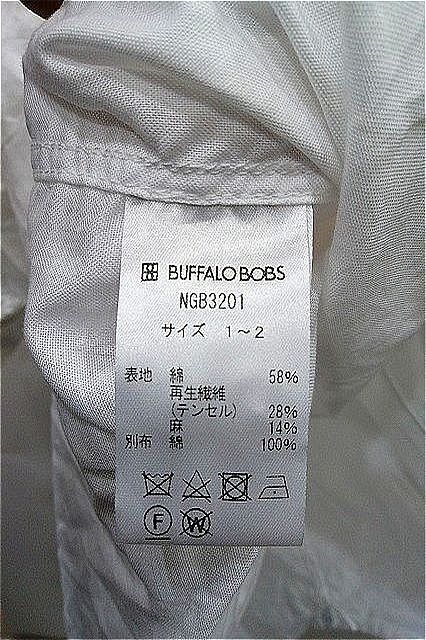 BUFFALO BOBS
NGB3201
サイズ 1～2
表地 綿 58%
再生繊維
(テンセル) 28%
麻 14%
別布 綿 100%
F W